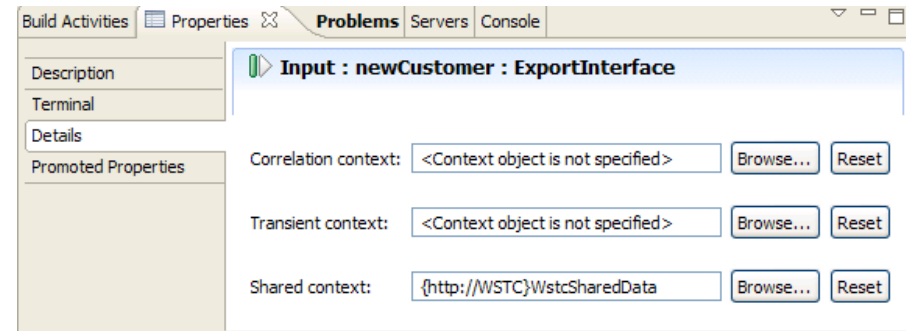 Build Activities Properties Problems Servers Console
Input : newCustomer : ExportInterface
Description
Terminal
Details
Promoted Properties
Correlation context: <Context object is not specified> Browse... Reset
Transient context: <Context object is not specified> Browse... Reset
Shared context: {http://WSTC}WstcSharedData Browse... Reset